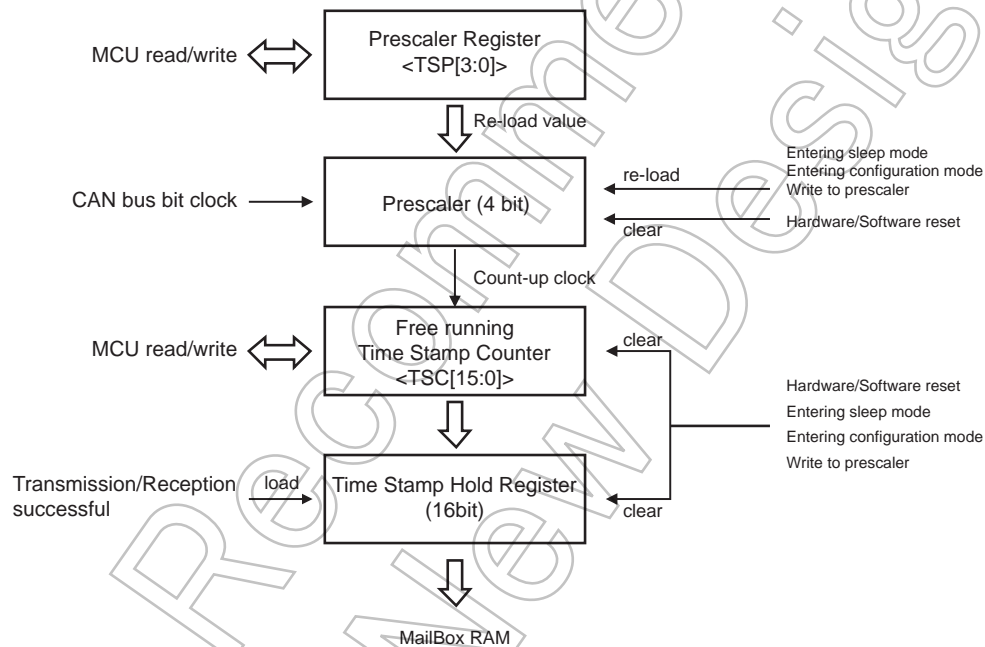 Prescaler Register
<TSP[3:0]>
MCU read/write
Re-load value
Prescaler (4 bit)
CAN bus bit clock
re-load
Entering sleep mode
Entering configuration mode
Write to prescaler
clear
Hardware/Software reset
Count-up clock
Free running
Time Stamp Counter
<TSC[15:0]>
MCU read/write
clear
Hardware/Software reset
Entering sleep mode
Entering configuration mode
Write to prescaler
Transmission/Reception
successful
load
Time Stamp Hold Register
(16bit)
clear
MailBox RAM
Recomme
New Desig